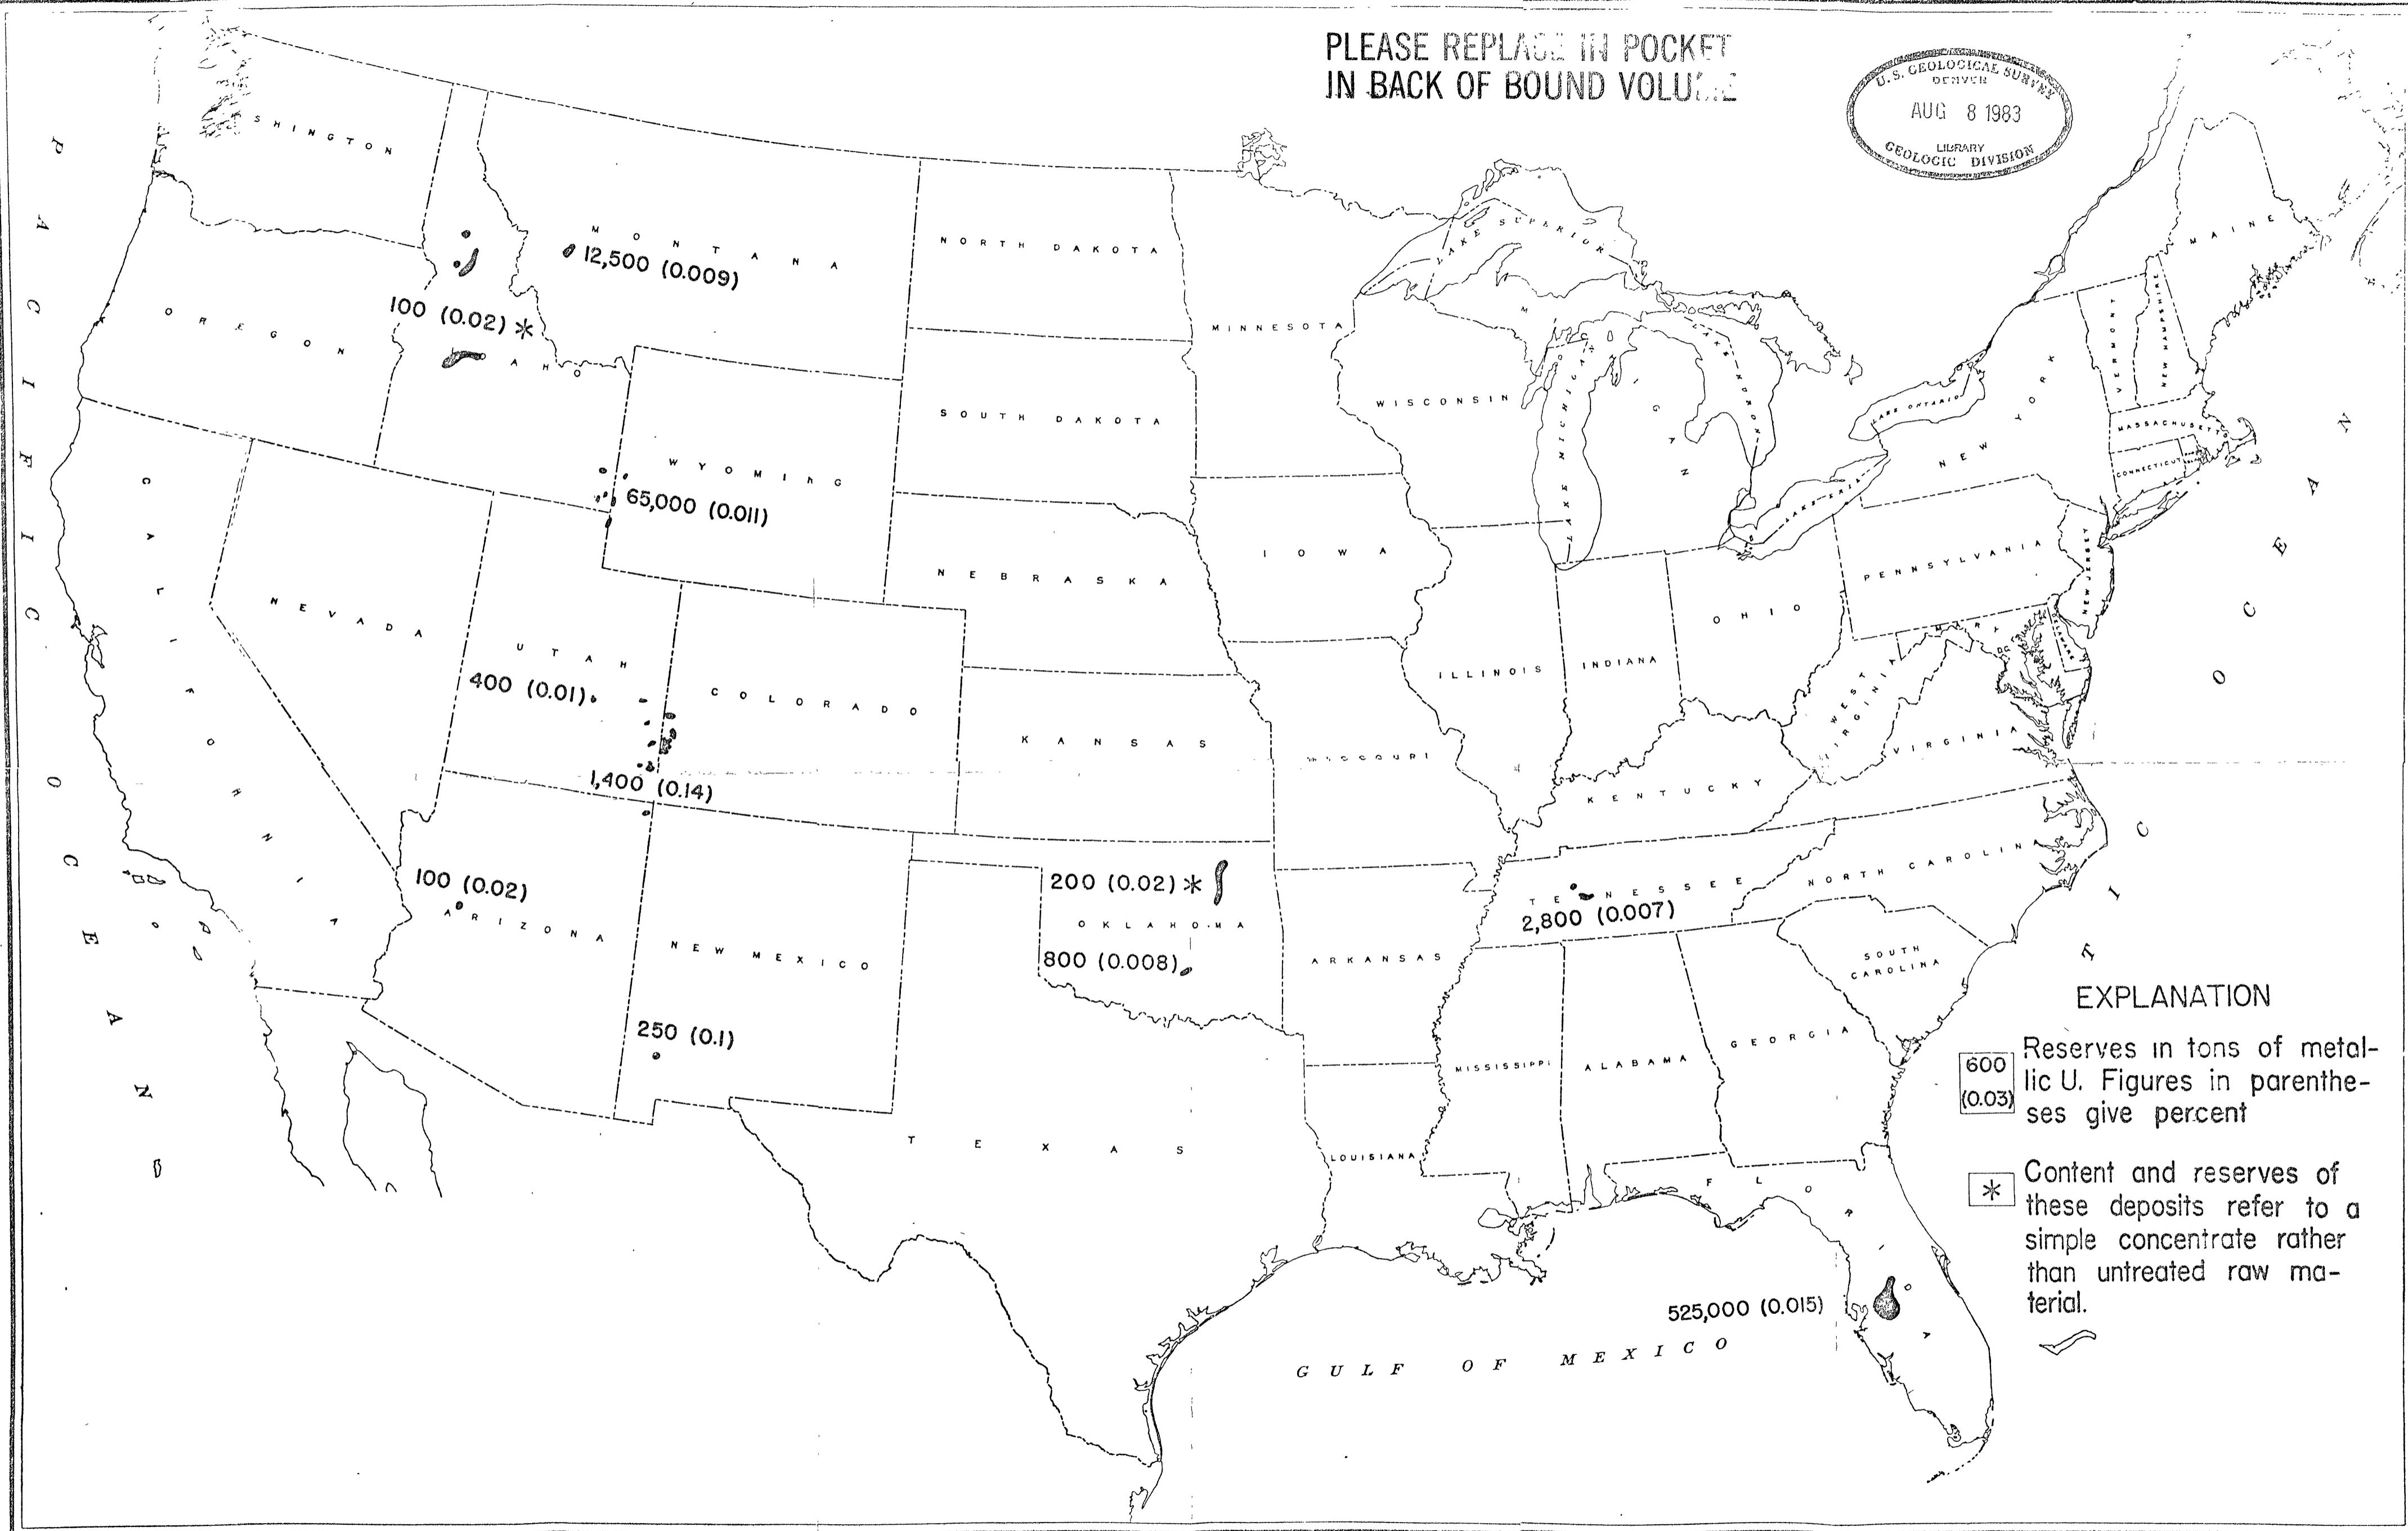 PLEASE REPLACE IN POCKET
IN BACK OF BOUND VOLUME
U. S. GEOLOGICAL SURVEY
DENVER
AUG 8 1983
LIBRARY
GEOLOGIC DIVISION
PACIFIC OCEAN
SHINGTON
OREGON
CALIFORNIA
NEVADA
AHO
100 (0.02) *
MONTANA
12,500 (0.009)
WYOMING
65,000 (0.011)
UTAH
400 (0.01)
COLORADO
1,400 (0.14)
ARIZONA
100 (0.02)
NEW MEXICO
250 (0.1)
NORTH DAKOTA
SOUTH DAKOTA
NEBRASKA
KANSAS
200 (0.02) *
OKLAHOMA
800 (0.008)
TEXAS
MINNESOTA
IOWA
MISSOURI
ARKANSAS
LOUISIANA
WISCONSIN
LAKE SUPERIOR
LAKE MICHIGAN
LAKE HURON
LAKE ERIE
LAKE ONTARIO
ILLINOIS
INDIANA
OHIO
KENTUCKY
TENNESSEE
2,800 (0.007)
MISSISSIPPI
ALABAMA
GEORGIA
FLORIDA
525,000 (0.015)
SOUTH
CAROLINA
NORTH CAROLINA
VIRGINIA
WEST
VIRGINIA
PENNSYLVANIA
NEW JERSEY
NEW YORK
CONNECTICUT
MASSACHUSETTS
VERMONT
NEW HAMPSHIRE
MAINE
TIC OCEAN
GULF OF MEXICO
EXPLANATION
600
(0.03)
Reserves in tons of metal-
lic U. Figures in parenthe-
ses give percent
*
Content and reserves of
these deposits refer to a
simple concentrate rather
than untreated raw ma-
terial.